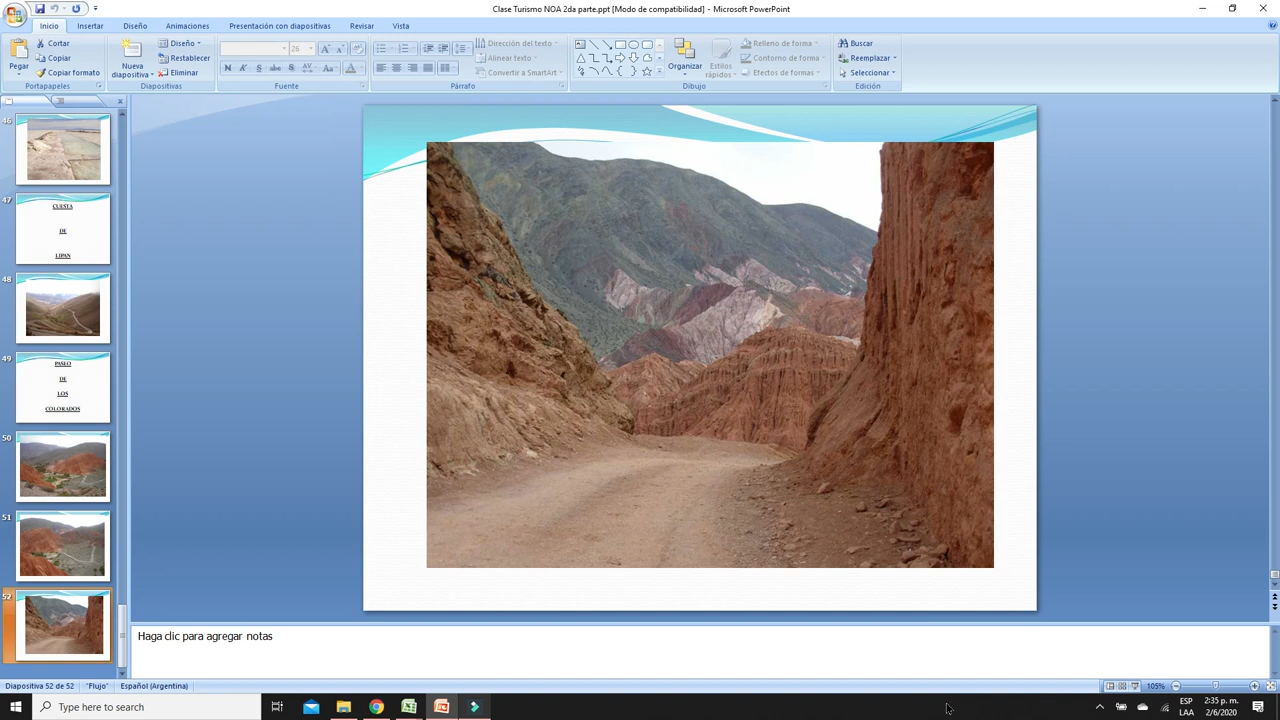 Clase Turismo NOA 2da parte.ppt [Modo de compatibilidad] - Microsoft PowerPoint
Inicio Insertar Diseño Animaciones Presentación con diapositivas Revisar Vista
Pegar
Cortar
Copiar
Copiar formato
Portapapeles
Nueva diapositiva
Diseño
Restablecer
Eliminar
Diapositivas
26
N K S abc S AV Aa A
Fuente
Dirección del texto
Alinear texto
Convertir a SmartArt
Párrafo
Organizar
Estilos rápidos
Relleno de forma
Contorno de forma
Efectos de formas
Dibujo
Buscar
Reemplazar
Seleccionar
Edición
46
47
CUESTA
DE
LIPAN
48
49
PASEO
DE
LOS
COLORADOS
50
51
52
Haga clic para agregar notas
Diapositiva 52 de 52 "Flujo" Español (Argentina) 105%
Type here to search
ESP
LAA
2:35 p. m.
2/6/2020